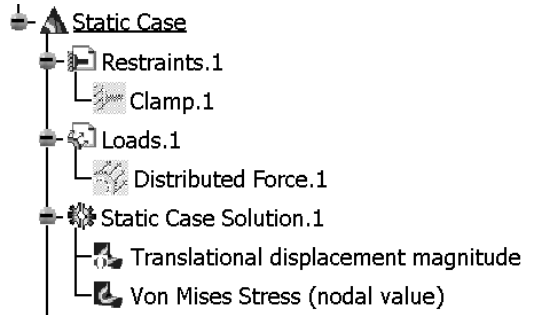 Static Case
Restraints.1
Clamp.1
Loads.1
Distributed Force.1
Static Case Solution.1
Translational displacement magnitude
Von Mises Stress (nodal value)